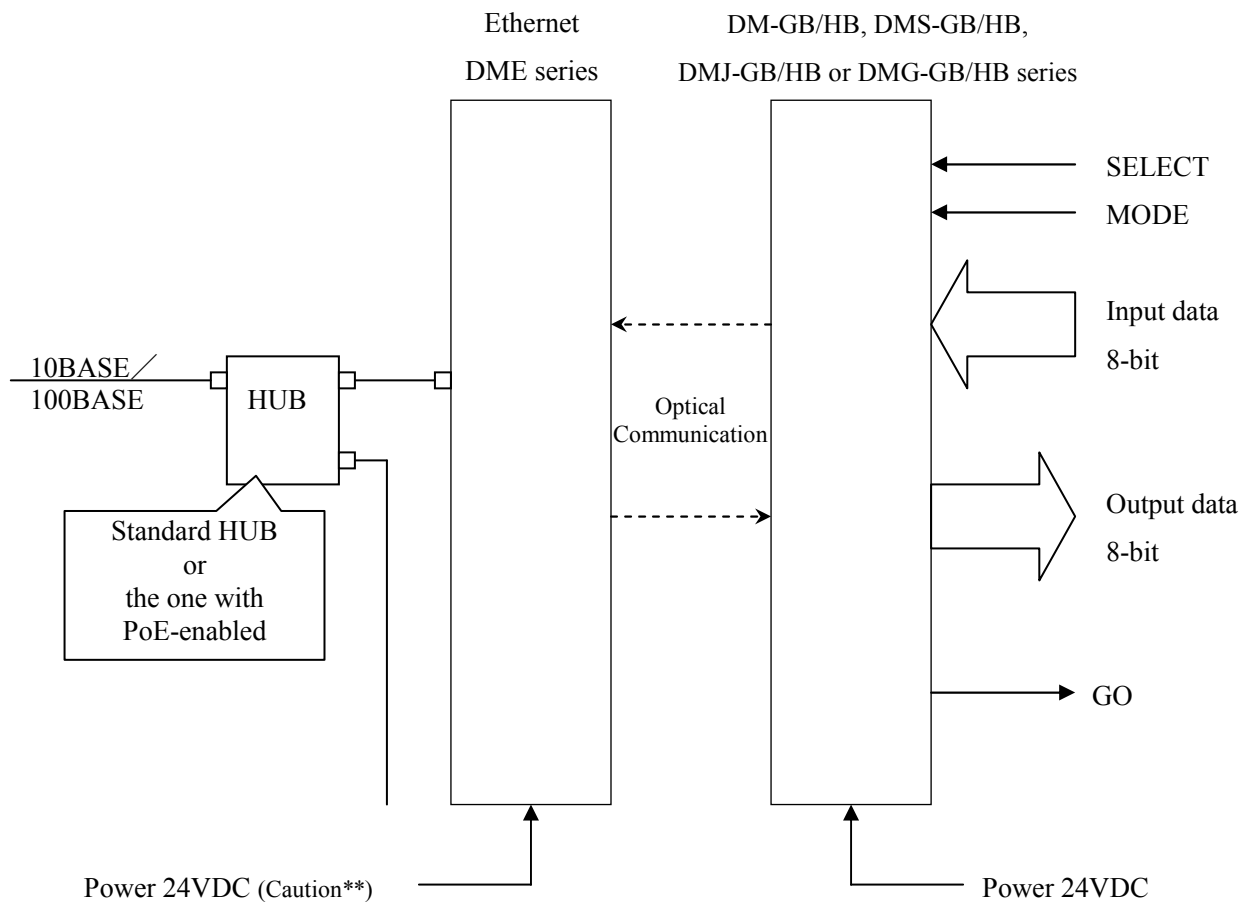 Ethernet
DME series
DM-GB/HB, DMS-GB/HB,
DMJ-GB/HB or DMG-GB/HB series
SELECT
MODE
Input data
8-bit
10BASE/
100BASE
HUB
Optical
Communication
Standard HUB
or
the one with
PoE-enabled
Output data
8-bit
GO
Power 24VDC (Caution**)
Power 24VDC